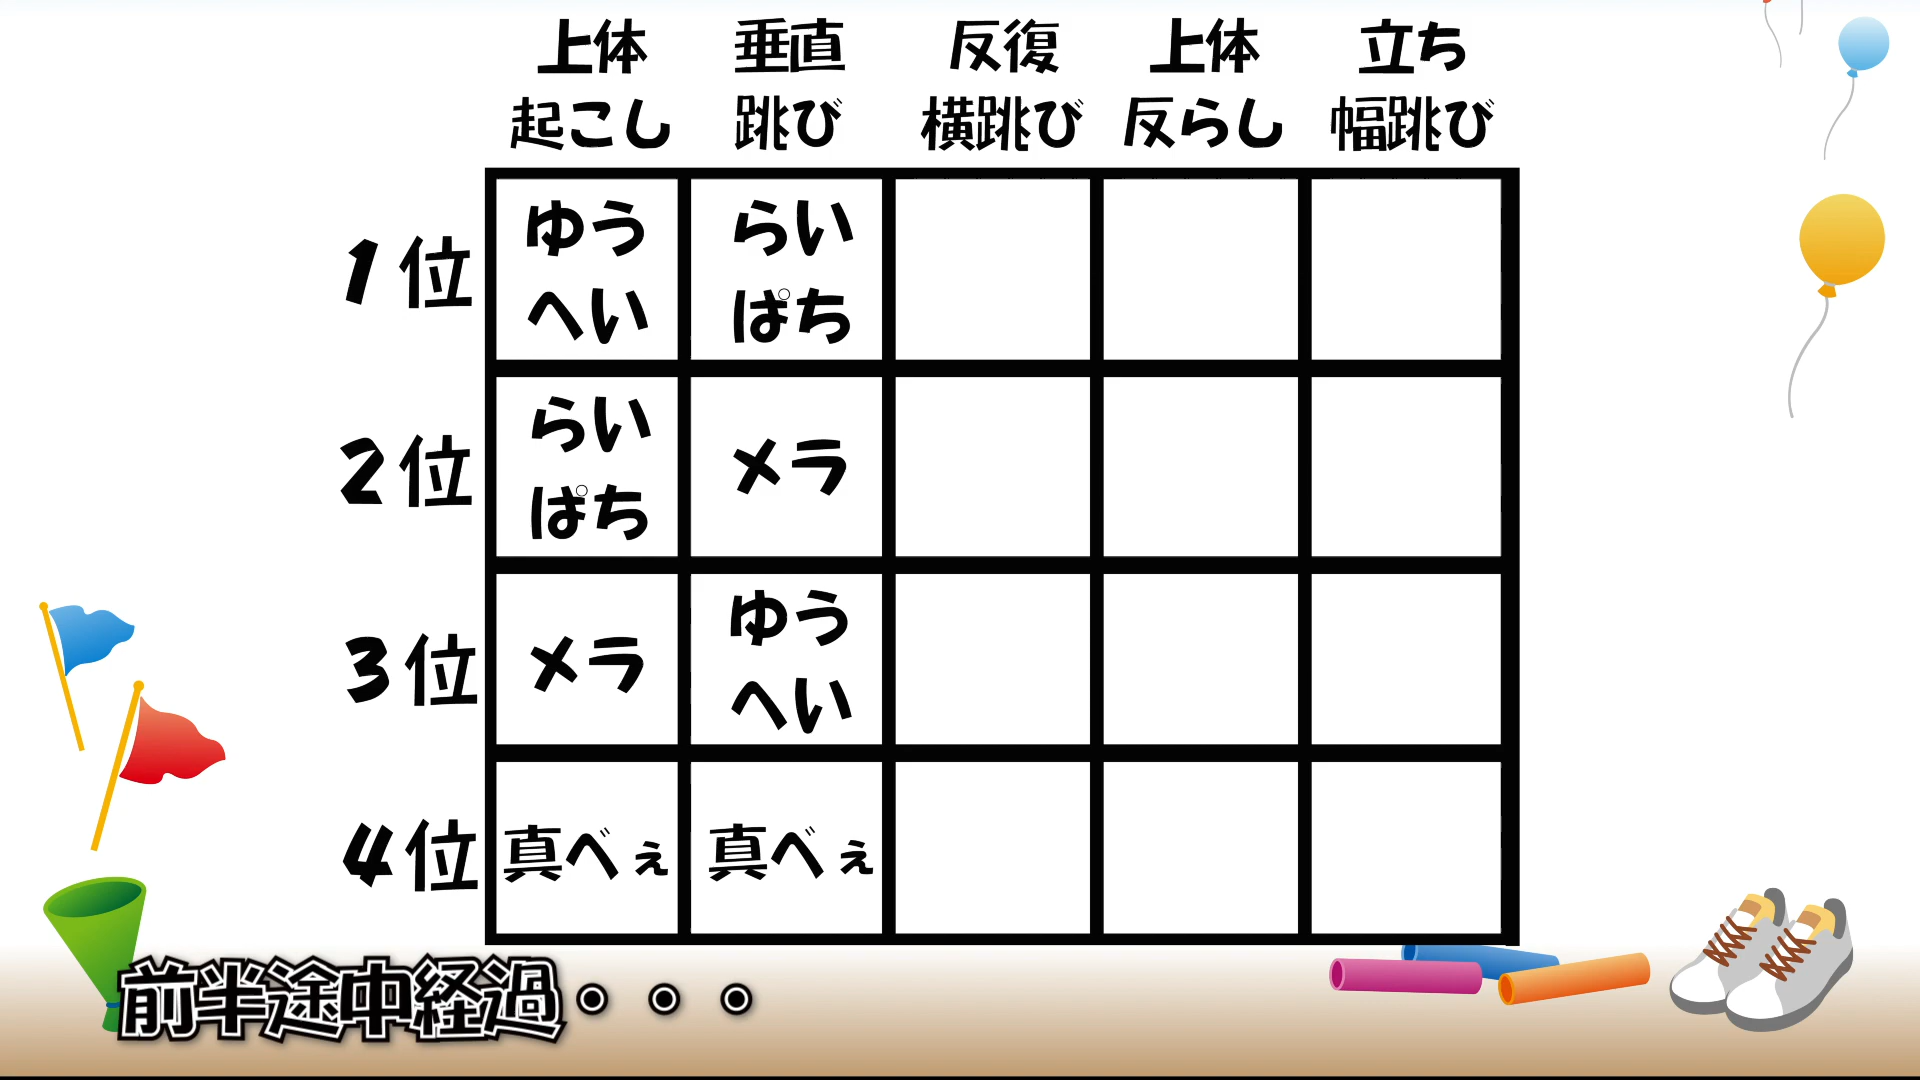 上体 垂直 反復 上体 立ち
起こし 跳び 横跳び 反らし 幅跳び
1位
ゆう
へい
らい
ぱち
2位
らい
ぱち
メラ
3位
メラ
ゆう
へい
4位 真べぇ 真べぇ
前半途中経過・・・